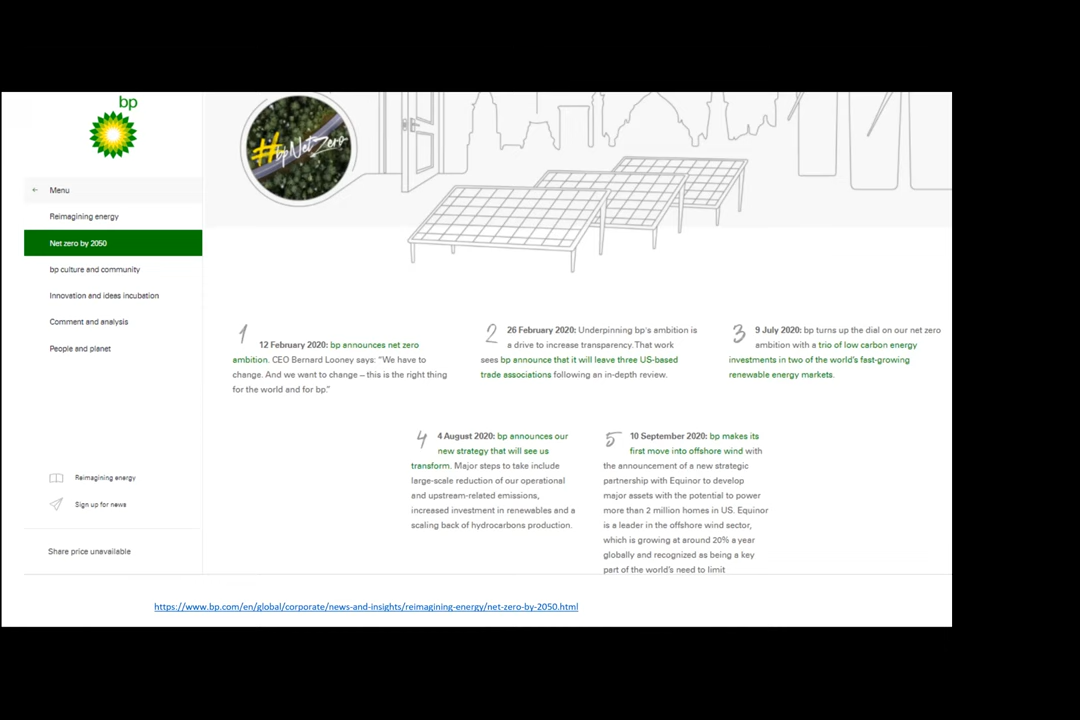 bp
#bpNetZero
Menu
Reimagining energy
Net zero by 2050
bp culture and community
Innovation and ideas incubation
Comment and analysis
People and planet
Reimagining energy
Sign up for news
Share price unavailable
1
12 February 2020: bp announces net zero
ambition. CEO Bernard Looney says: “We have to
change. And we want to change – this is the right thing
for the world and for bp.”
2
26 February 2020: Underpinning bp's ambition is
a drive to increase transparency. That work
sees bp announce that it will leave three US-based
trade associations following an in-depth review.
3
9 July 2020: bp turns up the dial on our net zero
ambition with a trio of low carbon energy
investments in two of the world's fast-growing
renewable energy markets.
4
4 August 2020: bp announces our
new strategy that will see us
transform. Major steps to take include
large-scale reduction of our operational
and upstream-related emissions,
increased investment in renewables and a
scaling back of hydrocarbons production.
5
10 September 2020: bp makes its
first move into offshore wind with
the announcement of a new strategic
partnership with Equinor to develop
major assets with the potential to power
more than 2 million homes in US. Equinor
is a leader in the offshore wind sector,
which is growing at around 20% a year
globally and recognized as being a key
part of the world's need to limit
https://www.bp.com/en/global/corporate/news-and-insights/reimagining-energy/net-zero-by-2050.html